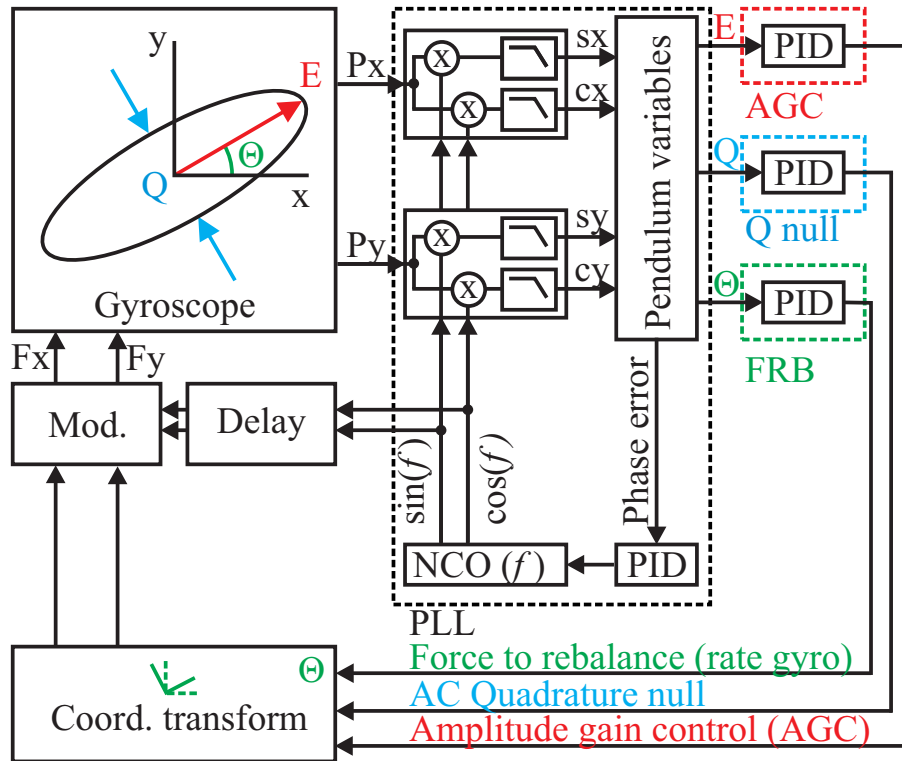 y
E
Θ
Q
x
Gyroscope
Px
Py
x
x
x
x
sx
cx
sy
cy
Pendulum variables
E
PID
AGC
Q
PID
Q null
Θ
PID
FRB
Fx
Fy
Mod.
Delay
sin(f)
cos(f)
Phase error
NCO (f)
PID
PLL
Θ
Coord. transform
Force to rebalance (rate gyro)
AC Quadrature null
Amplitude gain control (AGC)